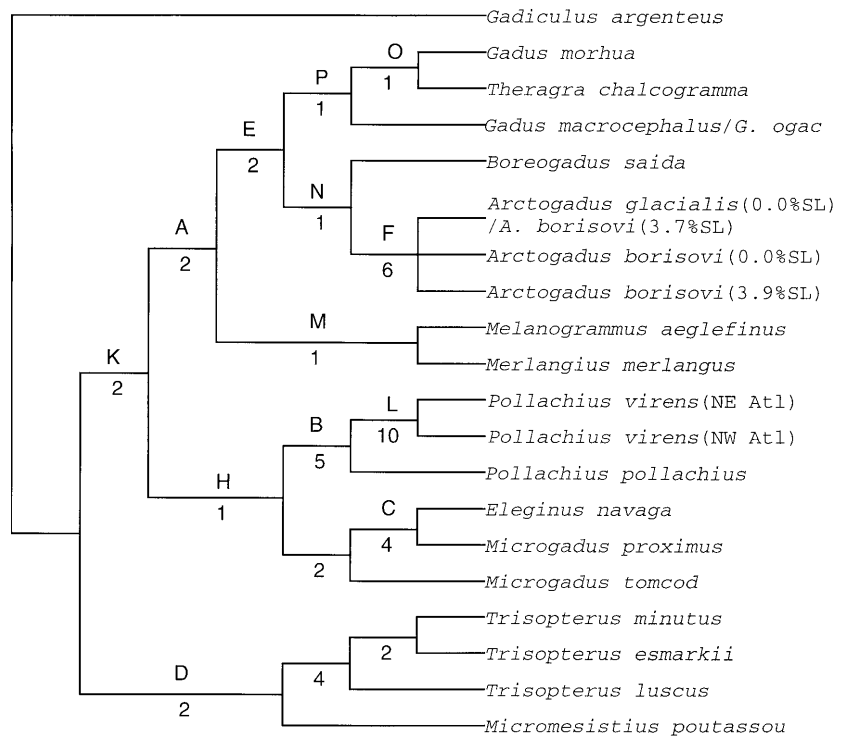 Gadiculus argenteus
O
Gadus morhua
P
1
Theragra chalcogramma
1
Gadus macrocephalus/G. ogac
E
2
Boreogadus saida
N
1
Arctogadus glacialis(0.0%SL)
/A. borisovi(3.7%SL)
A
F
2
6
Arctogadus borisovi(0.0%SL)
Arctogadus borisovi(3.9%SL)
M
Melanogrammus aeglefinus
1
K
Merlangius merlangus
2
L
Pollachius virens(NE Atl)
B
10
Pollachius virens(NW Atl)
5
Pollachius pollachius
H
1
C
Eleginus navaga
4
Microgadus proximus
2
Microgadus tomcod
Trisopterus minutus
2
Trisopterus esmarkii
D
4
Trisopterus luscus
2
Micromesistius poutassou